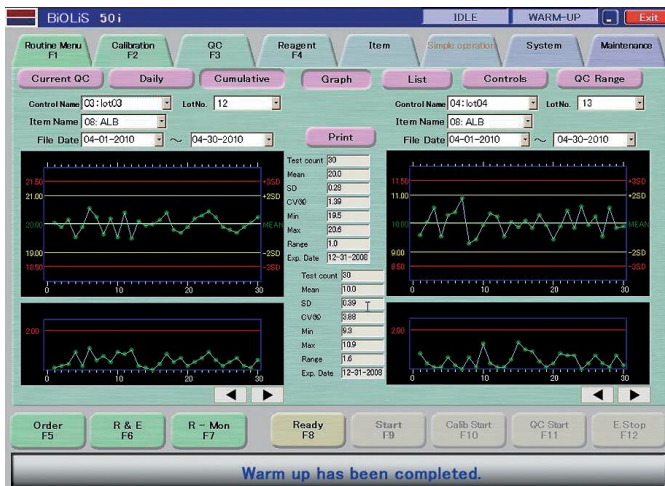 BiOLiS 50i IDLE WARM-UP Exit
Routine Menu F1 Calibration F2 QC F3 Reagent F4 Item Simple operation System Maintenance
Current QC Daily Cumulative Graph List Controls QC Range
Control Name 03:lot03 LotNo. 12
Item Name 08: ALB
File Date 04-01-2010 ~ 04-30-2010
Print
Control Name 04:lot04 LotNo. 13
Item Name 08: ALB
File Date 04-01-2010 ~ 04-30-2010
21.50 +3SD
21.00 +2SD
20.00 MEAN
19.00 -2SD
18.50 -3SD
0 10 20 30
2.00
0 10 20 30
Test count 30
Mean 20.0
SD 0.28
CV(%) 1.39
Min 19.5
Max 20.6
Range 1.0
Exp. Date 12-31-2008
Test count 30
Mean 10.0
SD 0.39
CV(%) 3.88
Min 9.3
Max 10.9
Range 1.6
Exp. Date 12-31-2008
11.50 +3SD
11.00 +2SD
10.00 MEAN
9.00 -2SD
8.50 -3SD
0 10 20 30
2.00
0 10 20 30
Order F5 R & E F6 R - Mon F7 Ready F8 Start F9 Calib Start F10 QC Start F11 E.Stop F12
Warm up has been completed.